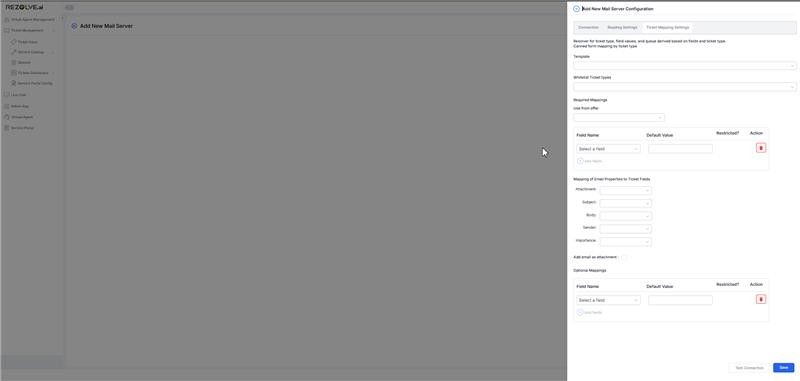 REZOLVE.ai
Virtual Agent Management
Ticket Management
Ticket Views
Service Catalog
Queues
Tickets Dashboard
Service Portal Config
Live Chat
Admin App
Virtual Agent
Service Portal
Add New Mail Server
Add New Mail Server Configuration
Connection
Reading Settings
Ticket Mapping Settings
Resolver for ticket type, field values, and queue derived based on fields and ticket type.
Canned form mapping by ticket type
Template
Whitelist Ticket types
Required Mappings
Use from offer
Field Name
Default Value
Restricted?
Action
Select a field
Add fields
Mapping of Email Properties to Ticket Fields
Attachment:
Subject:
Body:
Sender:
Importance:
Add email as attachment :
Optional Mappings
Field Name
Default Value
Restricted?
Action
Select a field
Add fields
Test Connection
Save